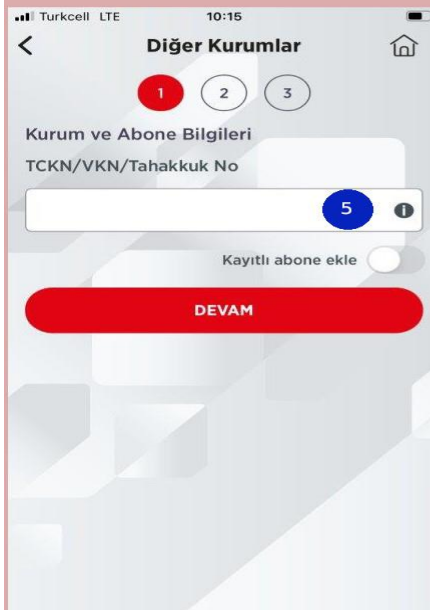 Turkcell LTE 10:15
Diğer Kurumlar
1 2 3
Kurum ve Abone Bilgileri
TCKN/VKN/Tahakkuk No
5 i
Kayıtlı abone ekle
DEVAM